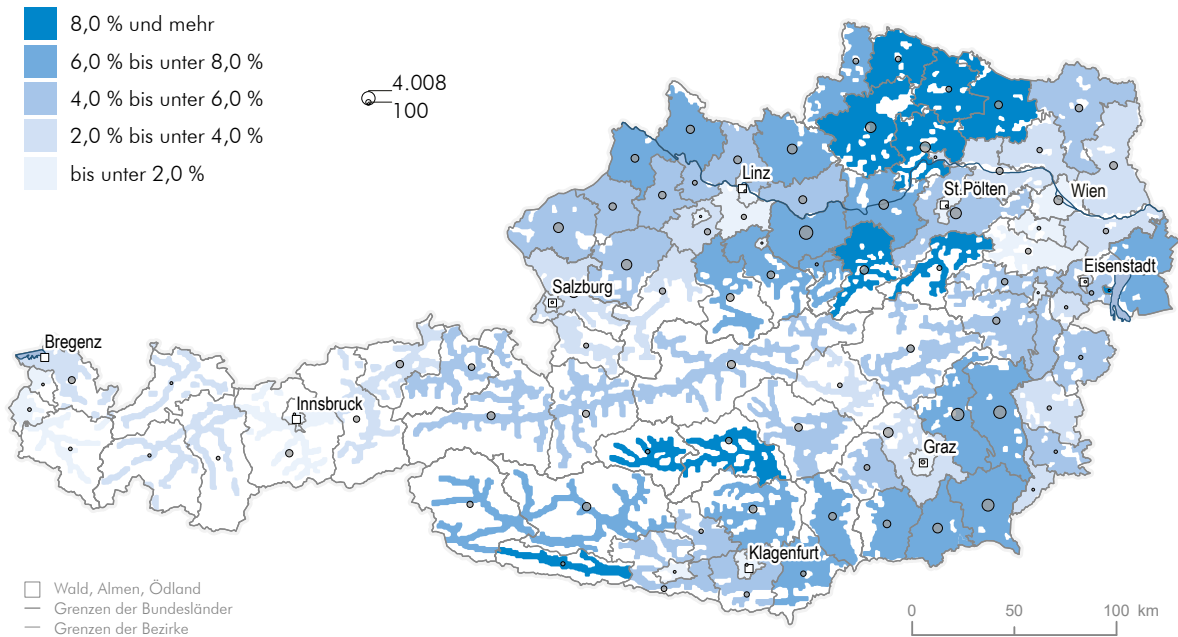 8,0 % und mehr
6,0 % bis unter 8,0 %
4,0 % bis unter 6,0 %
2,0 % bis unter 4,0 %
bis unter 2,0 %
4.008
100
Linz
St.Pölten
Wien
Eisenstadt
Salzburg
Bregenz
Innsbruck
Graz
Klagenfurt
Wald, Almen, Ödland
Grenzen der Bundesländer
Grenzen der Bezirke
0 50 100 km